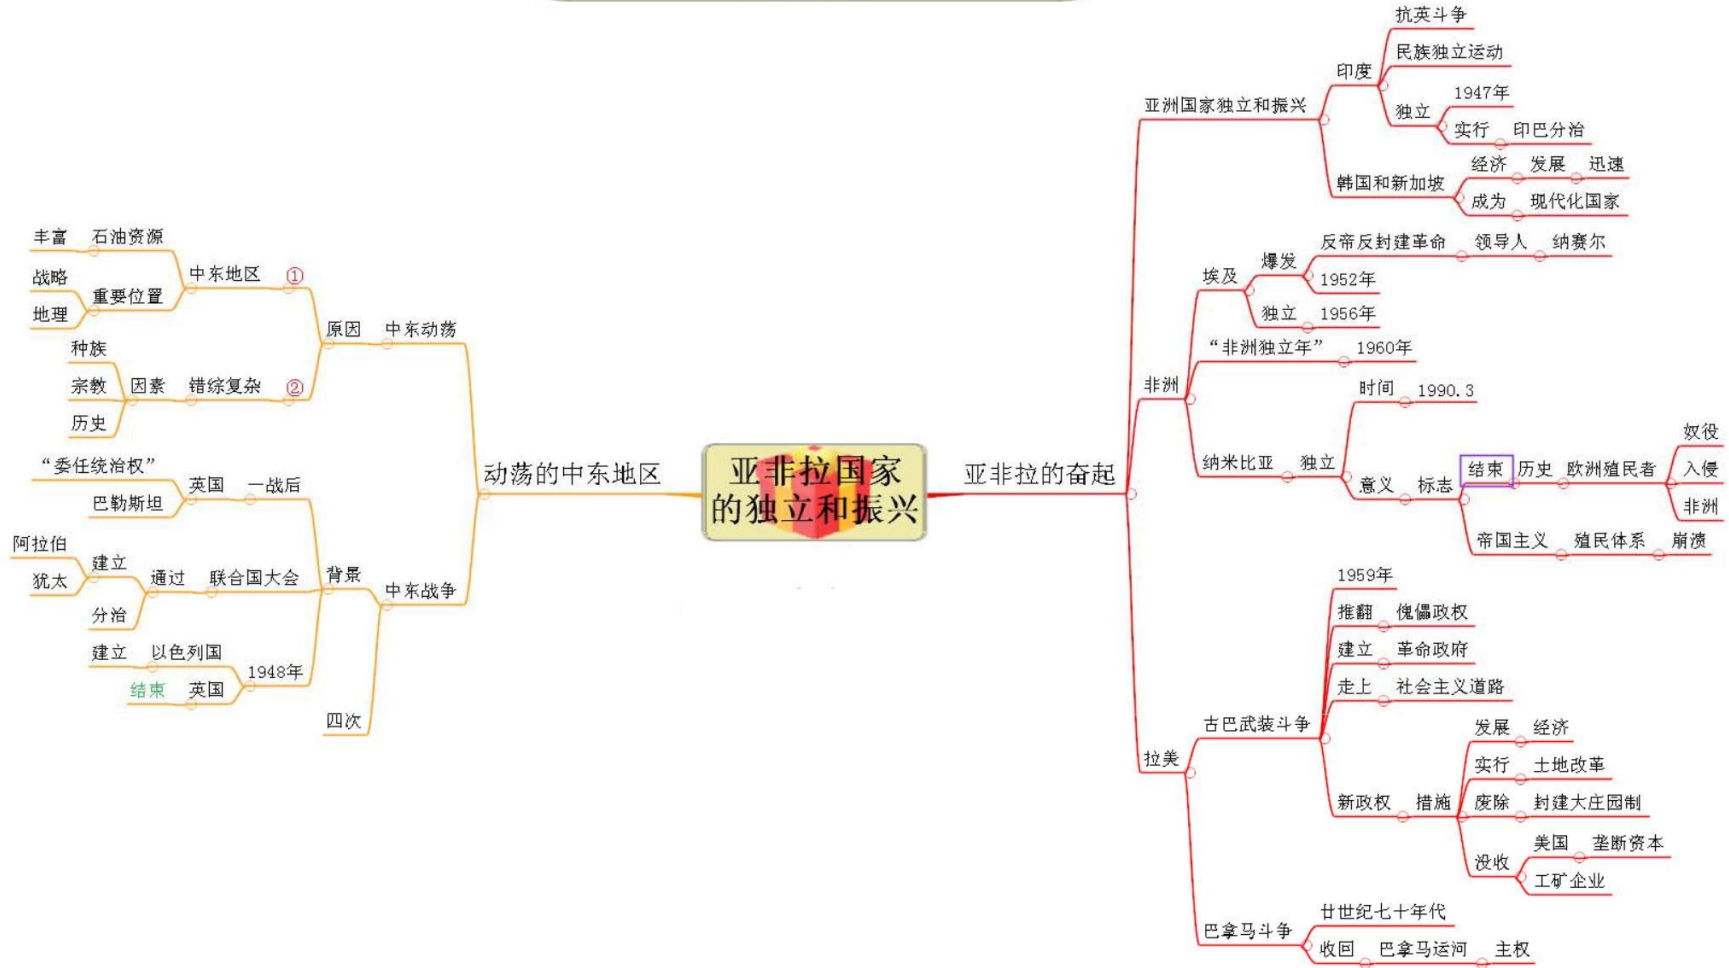 亚非拉国家
的独立和振兴
亚非拉的奋起
亚洲国家独立和振兴
印度
抗英斗争
民族独立运动
独立
1947年
实行 印巴分治
韩国和新加坡
经济 发展 迅速
成为 现代化国家
非洲
埃及
爆发
反帝反封建革命 领导人 纳赛尔
1952年
独立 1956年
“非洲独立年” 1960年
纳米比亚 独立
时间 1990.3
意义 标志
结束 历史 欧洲殖民者
奴役
入侵
非洲
帝国主义 殖民体系 崩溃
拉美
古巴武装斗争
1959年
推翻 傀儡政权
建立 革命政府
走上 社会主义道路
新政权 措施
发展 经济
实行 土地改革
废除 封建大庄园制
没收
美国 垄断资本
工矿企业
巴拿马斗争
廿世纪七十年代
收回 巴拿马运河 主权
动荡的中东地区
中东动荡
原因
①
中东地区
石油资源
丰富
重要位置
战略
地理
②
错综复杂
因素
种族
宗教
历史
中东战争
背景
一战后
英国
“委任统治权”
巴勒斯坦
联合国大会
通过
建立
阿拉伯
犹太
分治
1948年
以色列国
建立
英国
结束
四次